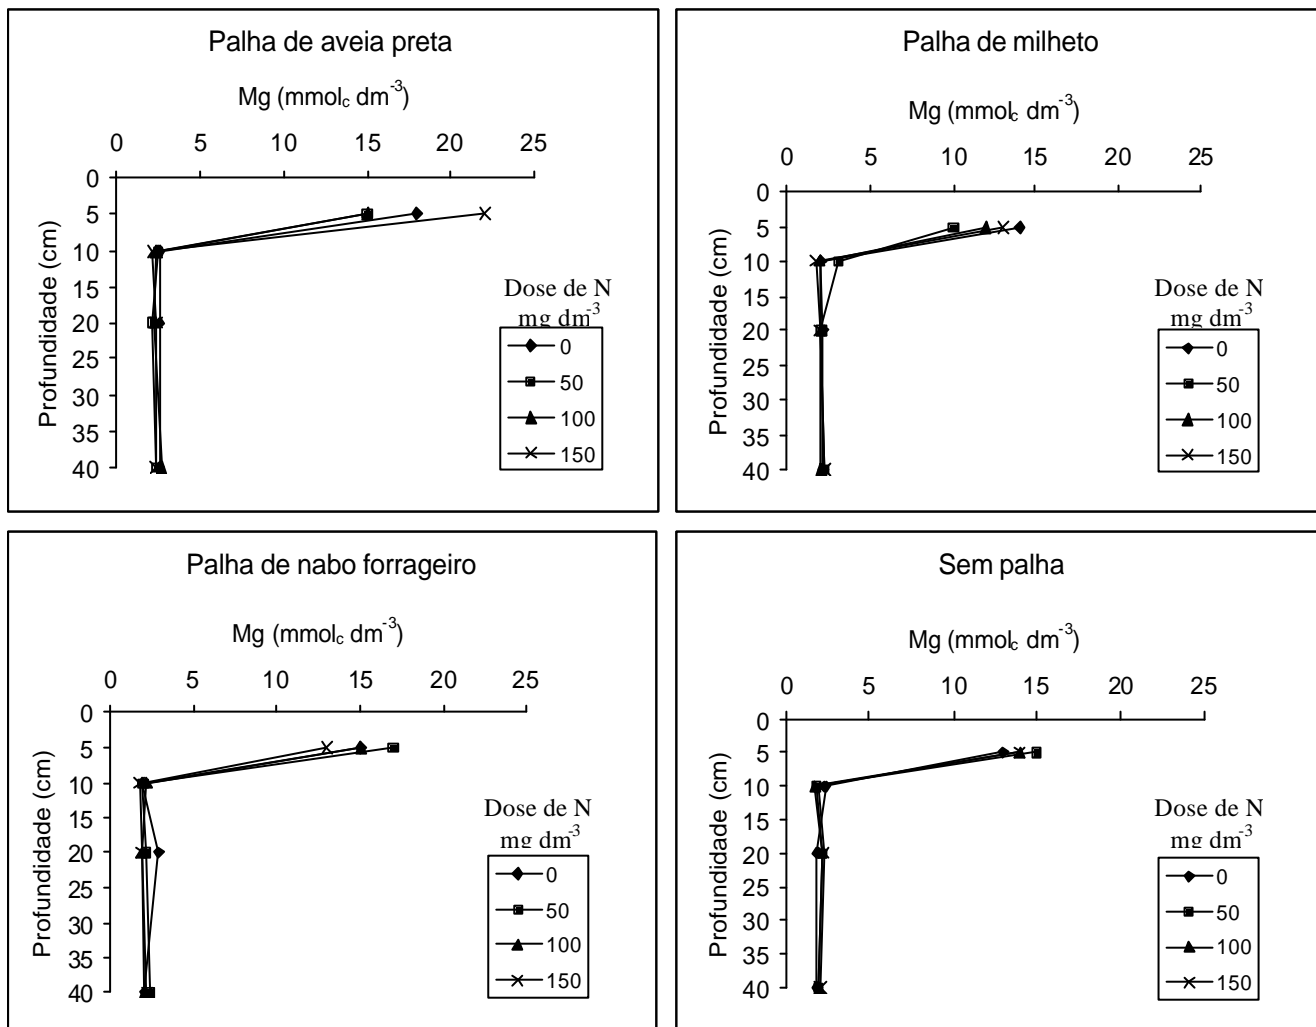 Palha de aveia preta
Mg (mmolc dm-3)
0 5 10 15 20 25
0
5
10
15
20
25
30
35
40
Profundidade (cm)
Dose de N
mg dm-3
0
50
100
150
Palha de milheto
Mg (mmolc dm-3)
0 5 10 15 20 25
0
5
10
15
20
25
30
35
40
Profundidade (cm)
Dose de N
mg dm-3
0
50
100
150
Palha de nabo forrageiro
Mg (mmolc dm-3)
0 5 10 15 20 25
0
5
10
15
20
25
30
35
40
Profundidade (cm)
Dose de N
mg dm-3
0
50
100
150
Sem palha
Mg (mmolc dm-3)
0 5 10 15 20 25
0
5
10
15
20
25
30
35
40
Profundidade (cm)
Dose de N
mg dm-3
0
50
100
150